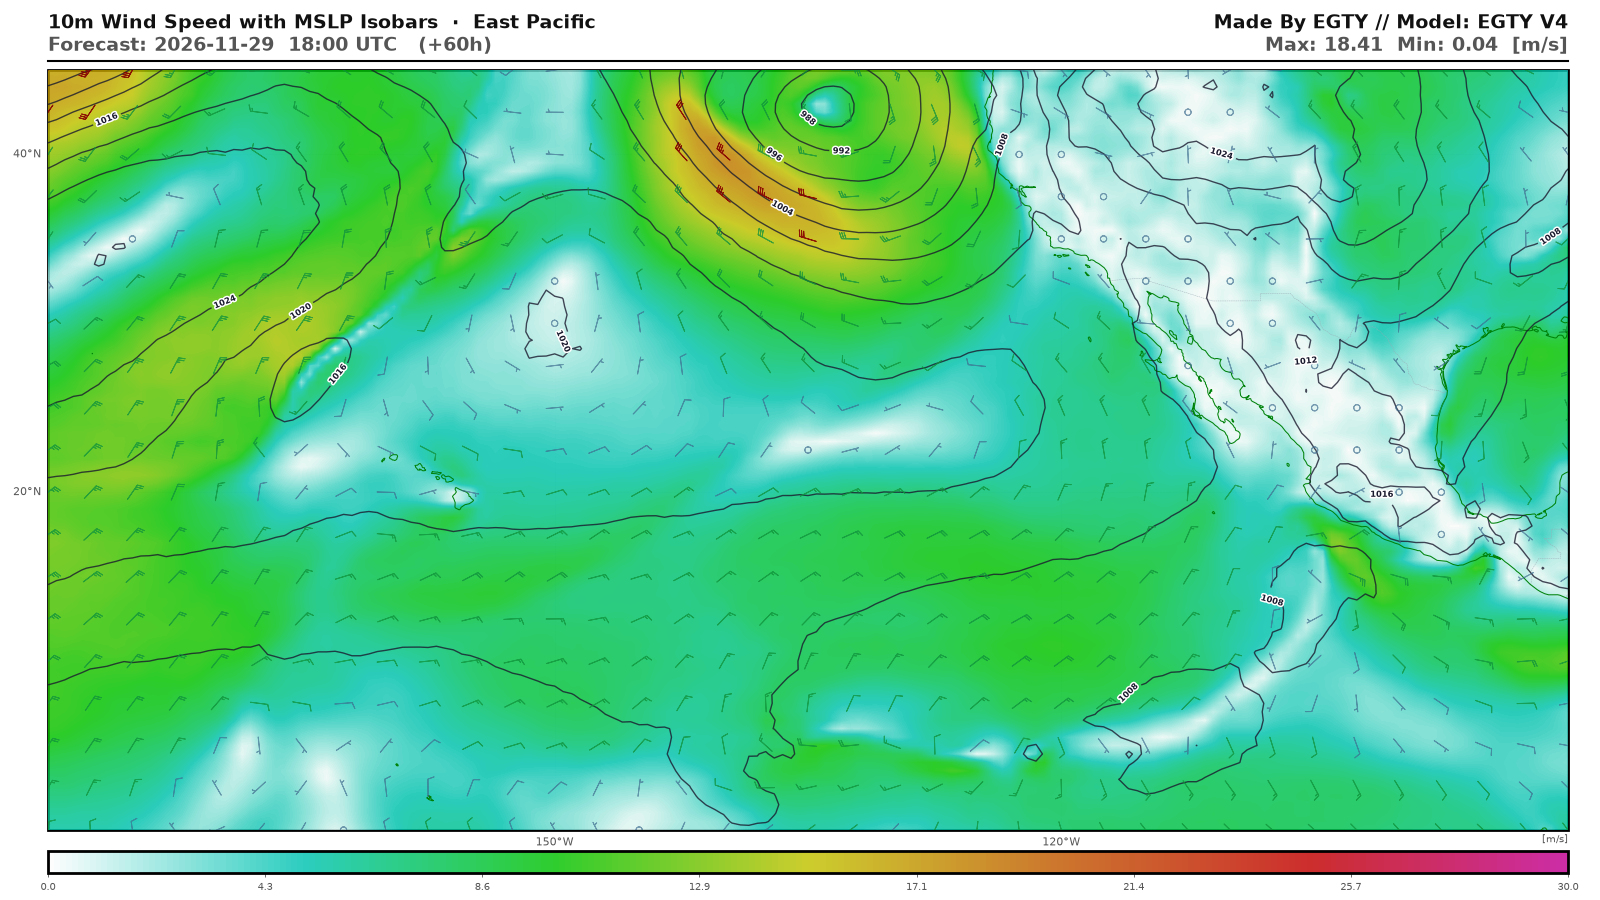 10m Wind Speed with MSLP Isobars · East Pacific
Made By EGTY // Model: EGTY V4
Forecast: 2026-11-29 18:00 UTC (+60h)
Max: 18.41 Min: 0.04 [m/s]
1016
988
992
996
1008
1024
40°N
1004
1008
1024
1020
1020
1012
1016
20°N
1016
1008
1008
150°W
120°W
[m/s]
0.0
4.3
8.6
12.9
17.1
21.4
25.7
30.0